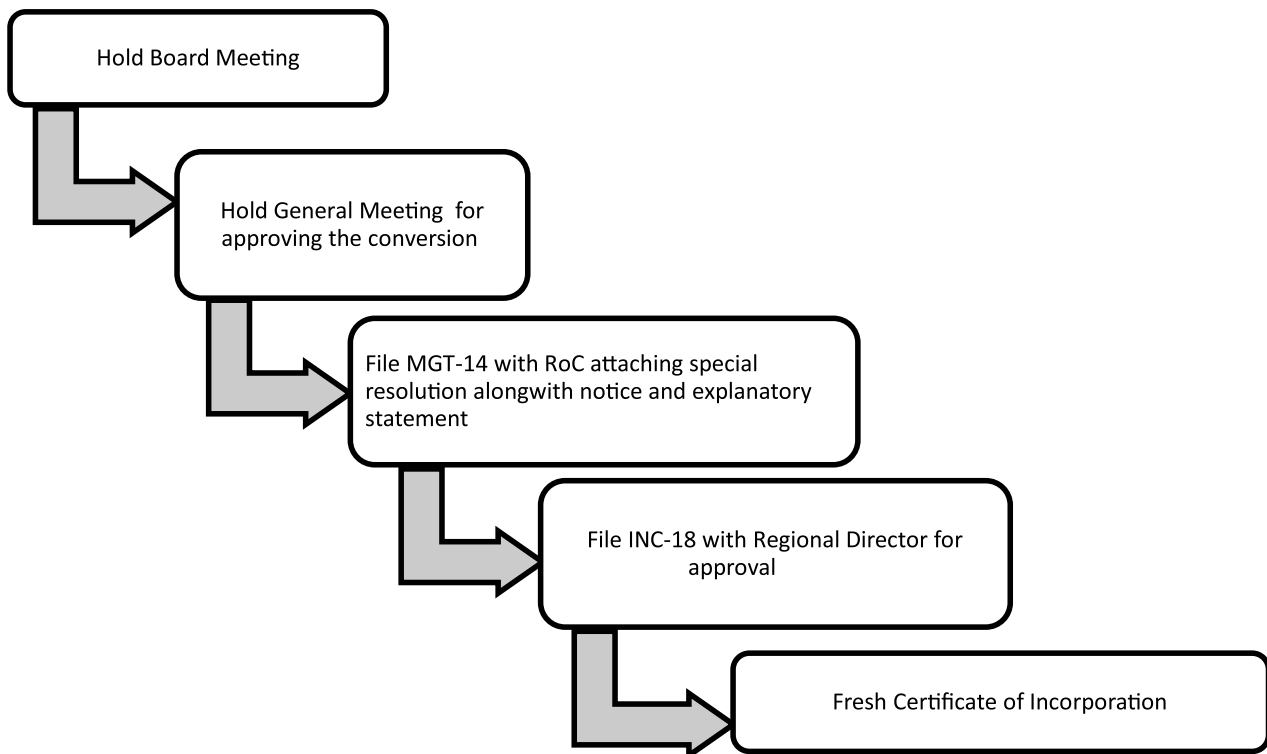 Hold Board Meeting
Hold General Meeting for
approving the conversion
File MGT-14 with RoC attaching special
resolution alongwith notice and explanatory
statement
File INC-18 with Regional Director for
approval
Fresh Certificate of Incorporation